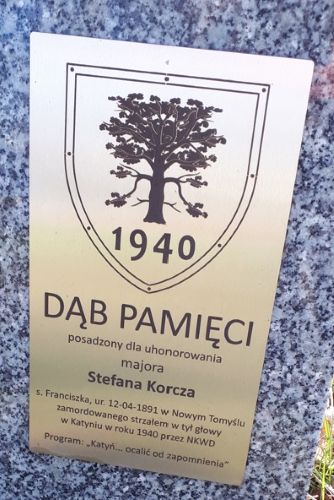 1940
DĄB PAMIĘCI
posadzony dla uhonorowania
majora
Stefana Korcza
s. Franciszka, ur. 12-04-1891 w Nowym Tomyślu
zamordowanego strzałem w tył głowy
w Katyniu w roku 1940 przez NKWD
Program: „Katyń... ocalić od zapomnienia”